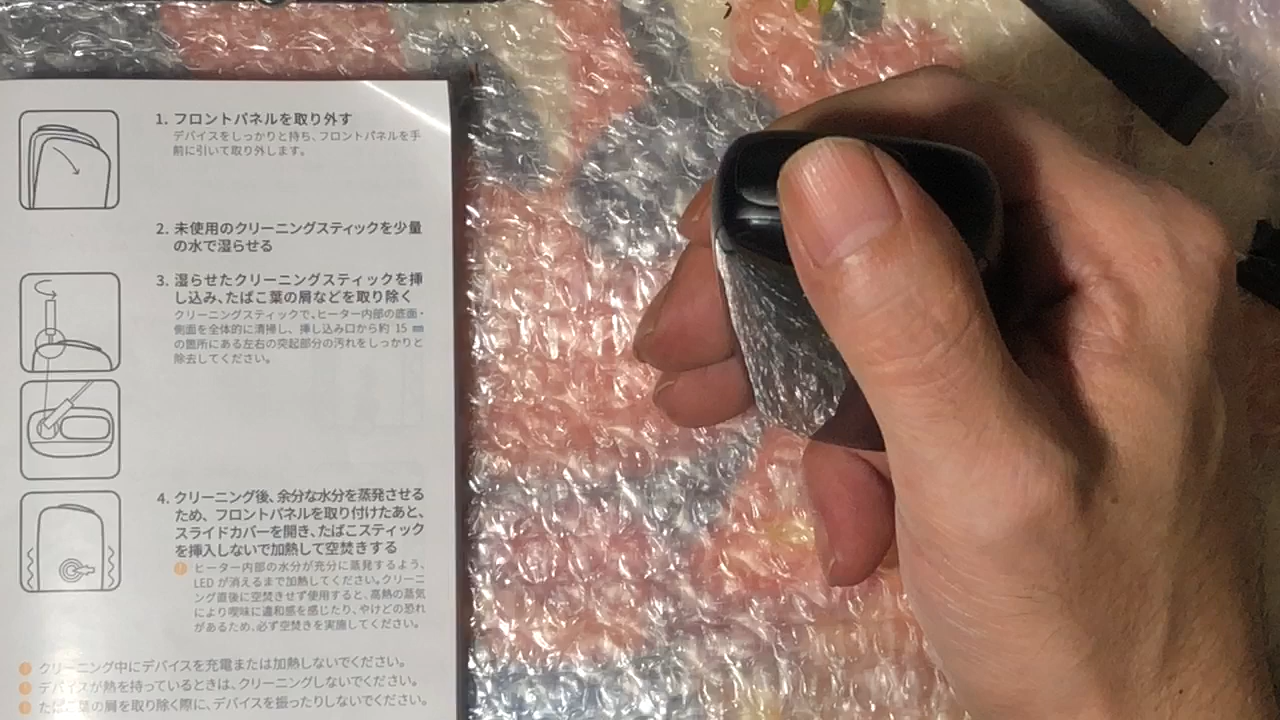 1. フロントパネルを取り外す
デバイスをしっかりと持ち、フロントパネルを手
前に引いて取り外します。
2. 未使用のクリーニングスティックを少量
の水で湿らせる
3. 湿らせたクリーニングスティックを挿
し込み、たばこ葉の屑などを取り除く
クリーニングスティックで、ヒーター内部の底面・
側面を全体的に清掃し、挿し込み口から約 15 ㎜
の箇所にある左右の突起部分の汚れをしっかりと
除去してください。
4. クリーニング後、余分な水分を蒸発させる
ため、フロントパネルを取り付けたあと、
スライドカバーを開き、たばこスティック
を挿入しないで加熱して空焚きする
ヒーター内部の水分が充分に蒸発するよう、
LED が消えるまで加熱してください。クリーニ
ング直後に空焚きせず使用すると、高熱の蒸気
により喫味に違和感を感じたり、やけどの恐れ
があるため、必ず空焚きを実施してください。
クリーニング中にデバイスを充電または加熱しないでください。
デバイスが熱を持っているときは、クリーニングしないでください。
たばこ葉の屑を取り除く際に、デバイスを振ったりしないでください。